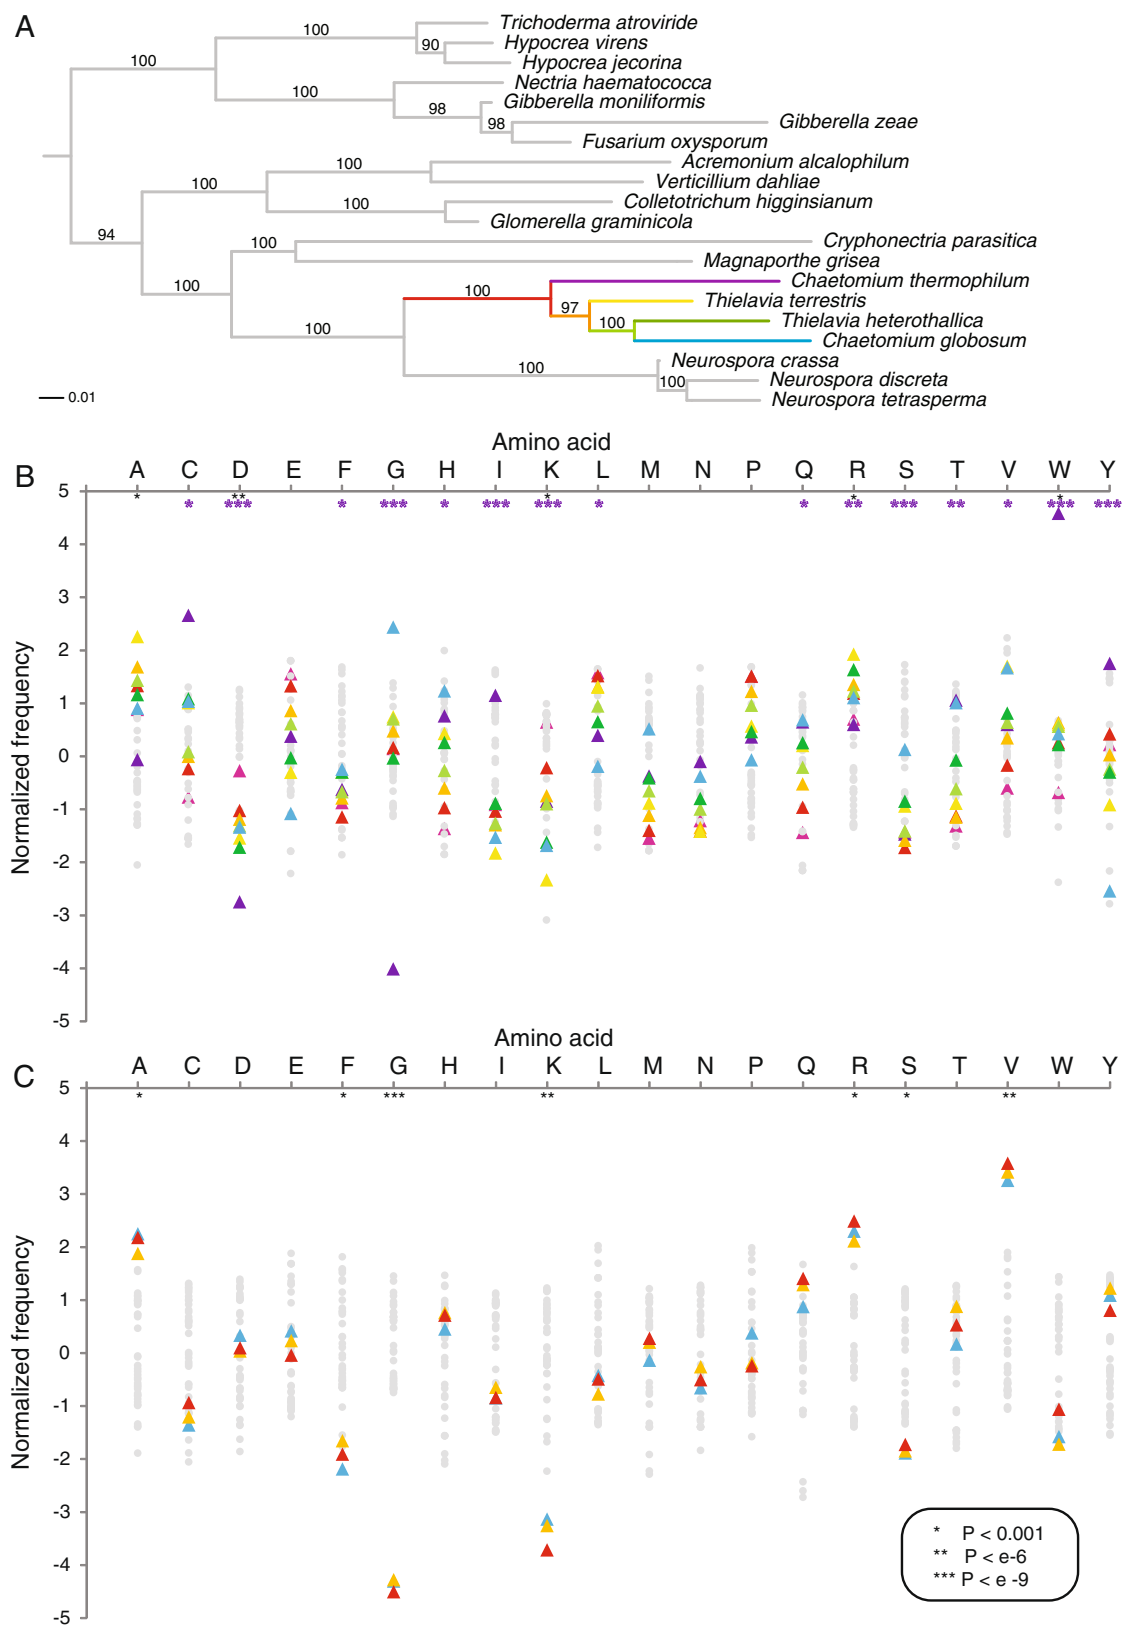 A
Trichoderma atroviride
100
90
Hypocrea virens
Hypocrea jecorina
100
Nectria haematococca
100
Gibberella moniliformis
98
98
Gibberella zeae
Fusarium oxysporum
Acremonium alcalophilum
100
Verticillium dahliae
100
Colletotrichum higginsianum
100
Glomerella graminicola
94
Cryphonectria parasitica
100
Magnaporthe grisea
100
Chaetomium thermophilum
100
Thielavia terrestris
97
Thielavia heterothallica
100
100
Chaetomium globosum
Neurospora crassa
100
Neurospora discreta
100
Neurospora tetrasperma
0.01
Amino acid
B
A C D E F G H I K L M N P Q R S T V W Y
* ** * * *
* *** * *** * *** *** * * ** *** ** * *** ***
5
4
3
2
1
0
-1
-2
-3
-4
-5
Normalized frequency
Amino acid
C
A C D E F G H I K L M N P Q R S T V W Y
* * *** ** * * **
5
4
3
2
1
0
-1
-2
-3
-4
-5
Normalized frequency
* P < 0.001
** P < e-6
*** P < e -9